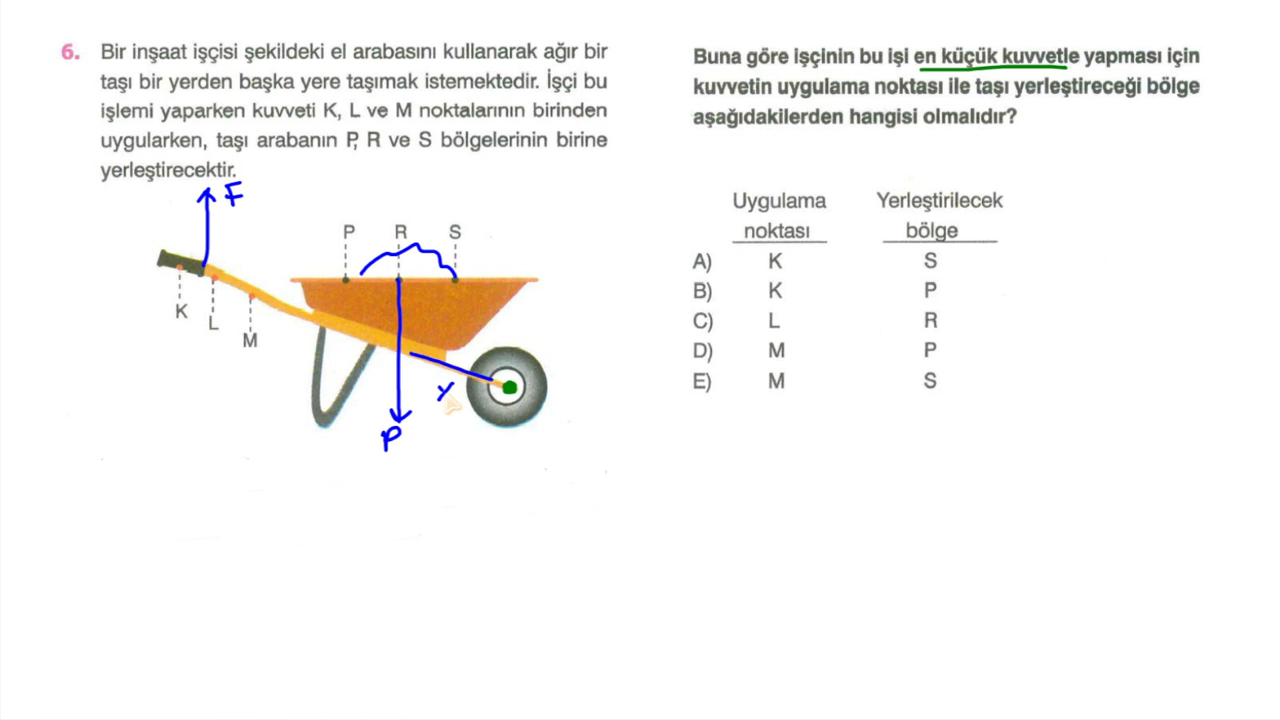 6. Bir inşaat işçisi şekildeki el arabasını kullanarak ağır bir
taşı bir yerden başka yere taşımak istemektedir. İşçi bu
işlemi yaparken kuvveti K, L ve M noktalarının birinden
uygularken, taşı arabanın P, R ve S bölgelerinin birine
yerleştirecektir.
F
P R S
K
L
M
x
P
Buna göre işçinin bu işi en küçük kuvvetle yapması için
kuvvetin uygulama noktası ile taşı yerleştireceği bölge
aşağıdakilerden hangisi olmalıdır?
Uygulama Yerleştirilecek
noktası bölge
A) K S
B) K P
C) L R
D) M P
E) M S